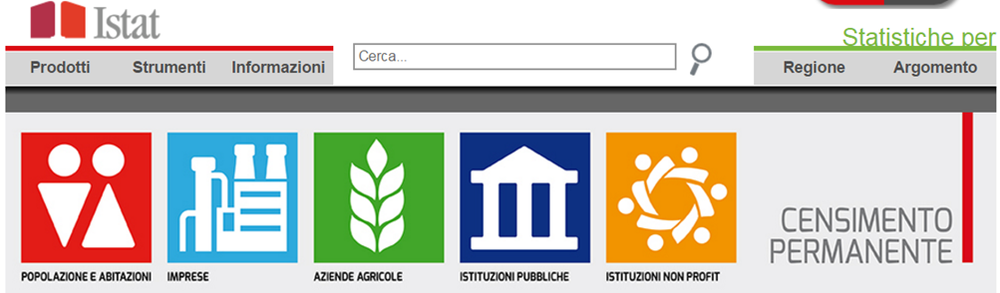 Istat
Statistiche per
Prodotti Strumenti Informazioni
Cerca...
Regione Argomento
POPOLAZIONE E ABITAZIONI
IMPRESE
AZIENDE AGRICOLE
ISTITUZIONI PUBBLICHE
ISTITUZIONI NON PROFIT
CENSIMENTO
PERMANENTE